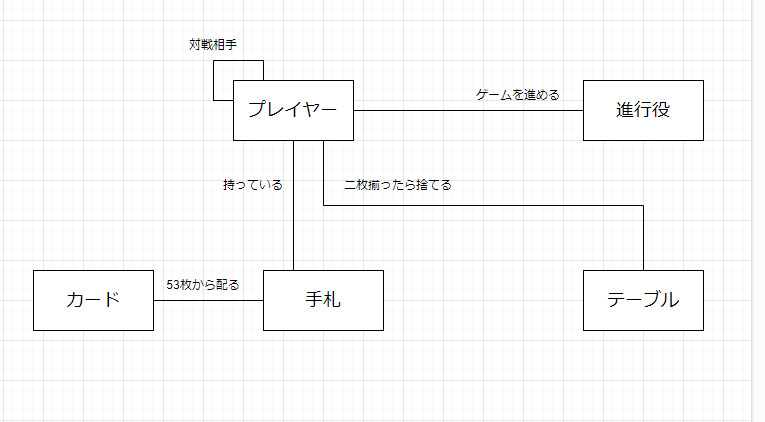 対戦相手
プレイヤー
ゲームを進める
進行役
持っている
二枚揃ったら捨てる
カード
53枚から配る
手札
テーブル